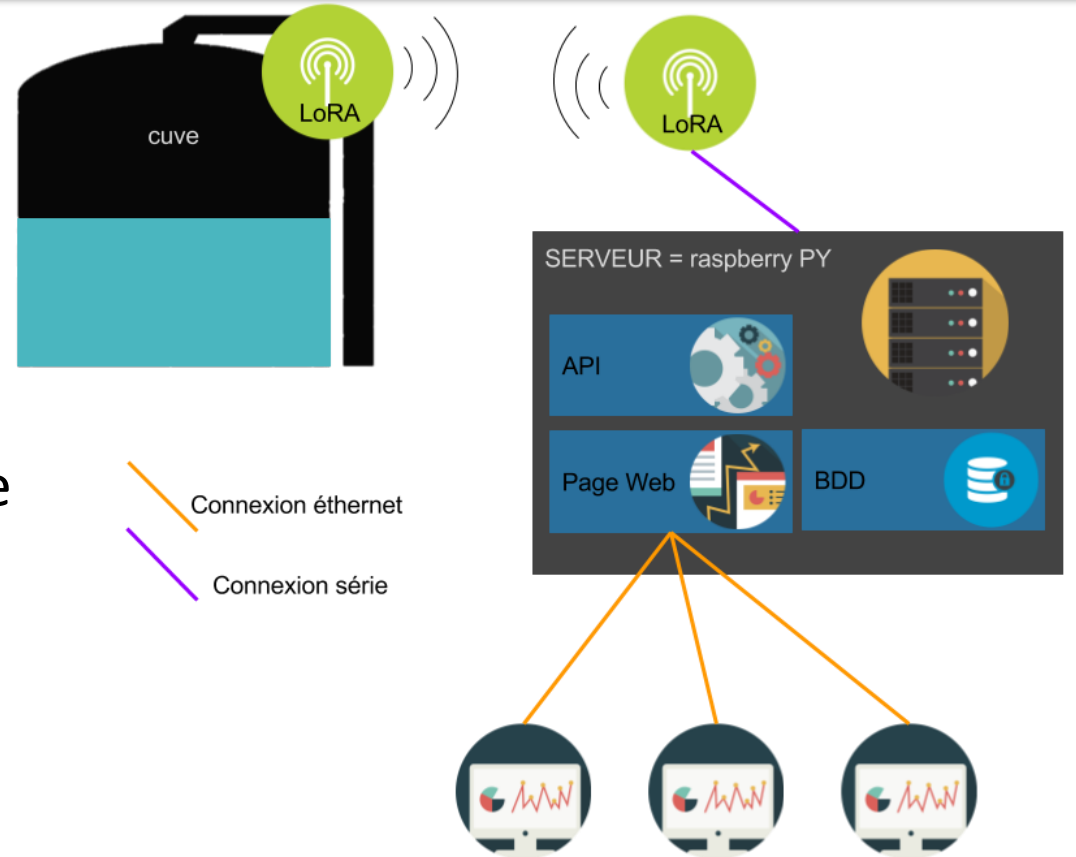 LoRA
LoRA
cuve
SERVEUR = raspberry PY
API
Page Web
BDD
e
Connexion éthernet
Connexion série